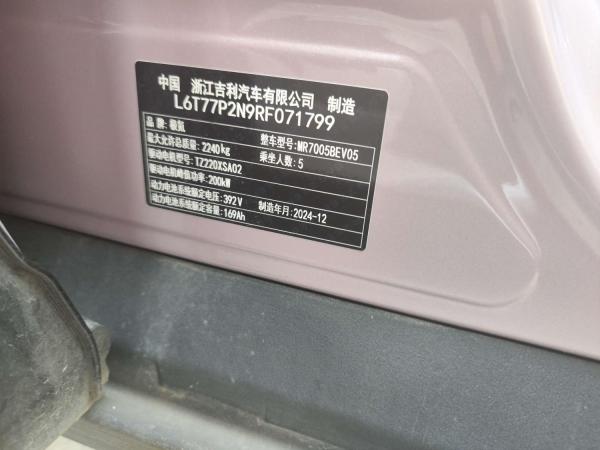 中国 浙江吉利汽车有限公司 制造
L6T77P2N9RF071799
品牌:极氪 整车型号:MR7005BEV05
最大允许总质量:2240kg 乘坐人数:5
驱动电机型号:TZ220XSA02
驱动电机峰值功率:200kW
动力电池系统额定电压:392V 制造年月:2024-12
动力电池系统额定容量:169Ah